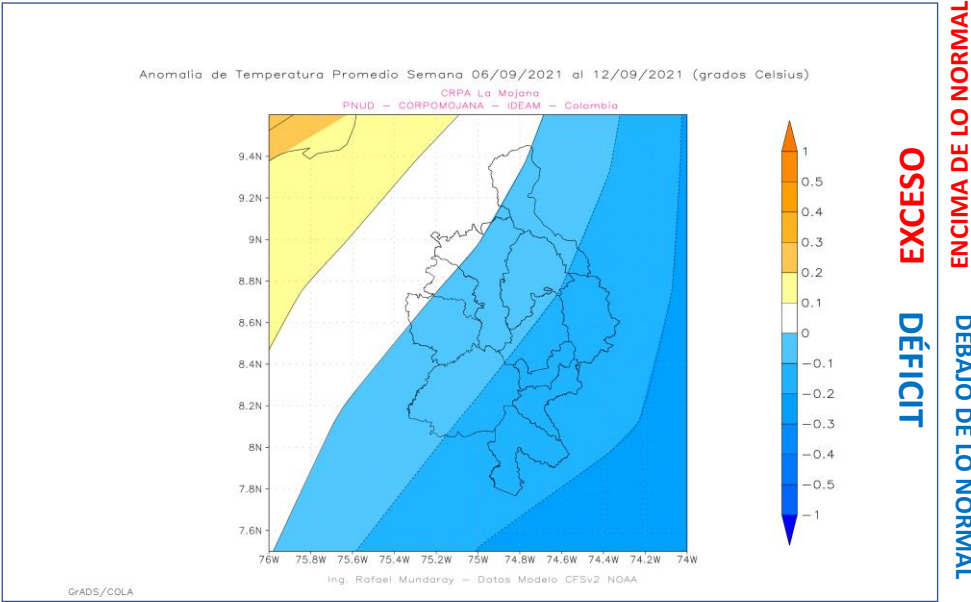 Anomalia de Temperatura Promedio Semana 06/09/2021 al 12/09/2021 (grados Celsius)
CRPA La Mojana
PNUD — CORPOMOJANA — IDEAM — Colombia
9.4N
9.2N
9N
8.8N
8.6N
8.4N
8.2N
8N
7.8N
7.6N
76W 75.8W 75.6W 75.4W 75.2W 75W 74.8W 74.6W 74.4W 74.2W 74W
1
0.5
0.4
0.3
0.2
0.1
0
−0.1
−0.2
−0.3
−0.4
−0.5
−1
EXCESO
DÉFICIT
ENCIMA DE LO NORMAL
DEBAJO DE LO NORMAL
Ing. Rafael Mundaray — Datos Modelo CFSv2 NOAA
GrADS/COLA